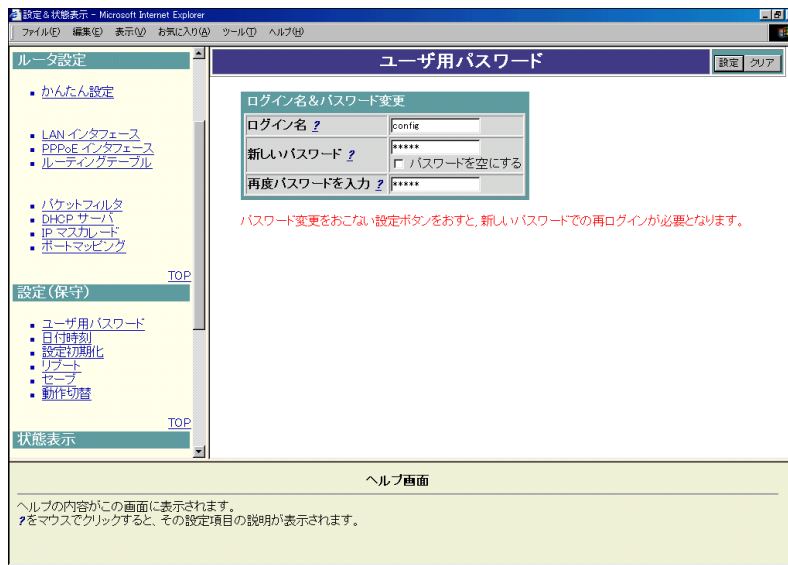 設定&状態表示 - Microsoft Internet Explorer
ファイル(F) 編集(E) 表示(V) お気に入り(A) ツール(T) ヘルプ(H)
ルータ設定
かんたん設定
LAN インタフェース
PPPoE インタフェース
ルーティングテーブル
パケットフィルタ
DHCP サーバ
IP マスカレード
ポートマッピング
TOP
設定(保守)
ユーザ用パスワード
日付時刻
設定初期化
リブート
セーブ
動作切替
TOP
状態表示
ユーザ用パスワード
設定 クリア
ログイン名&パスワード変更
ログイン名 ? config
新しいパスワード ? *****
パスワードを空にする
再度パスワードを入力 ? *****
パスワード変更をおこない設定ボタンをおすと, 新しいパスワードでの再ログインが必要となります。
ヘルプ画面
ヘルプの内容がこの画面に表示されます。
?をマウスでクリックすると、その設定項目の説明が表示されます。